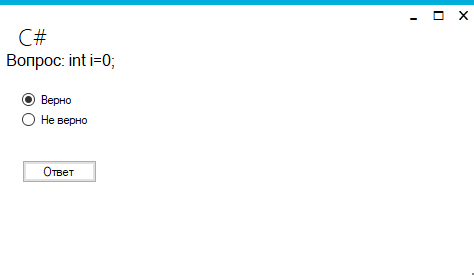 C#
Вопрос: int i=0;
Верно
Не верно
Ответ